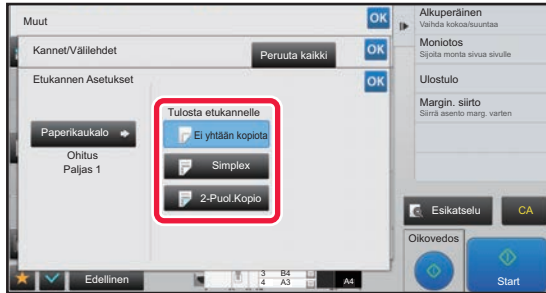 Muut
OK
Kannet/Välilehdet
Peruuta kaikki
OK
Etukannen Asetukset
OK
Tulosta etukannelle
Paperikaukalo
Ohitus
Paljas 1
Ei yhtään kopiota
Simplex
2-Puol.Kopio
Edellinen
3 B4
4 A3
A4
Alkuperäinen
Vaihda kokoa/suuntaa
Moniotos
Sijoita monta sivua sivulle
Ulostulo
Margin. siirto
Siirrä asento marg. varten
Esikatselu
CA
Oikovedos
Start